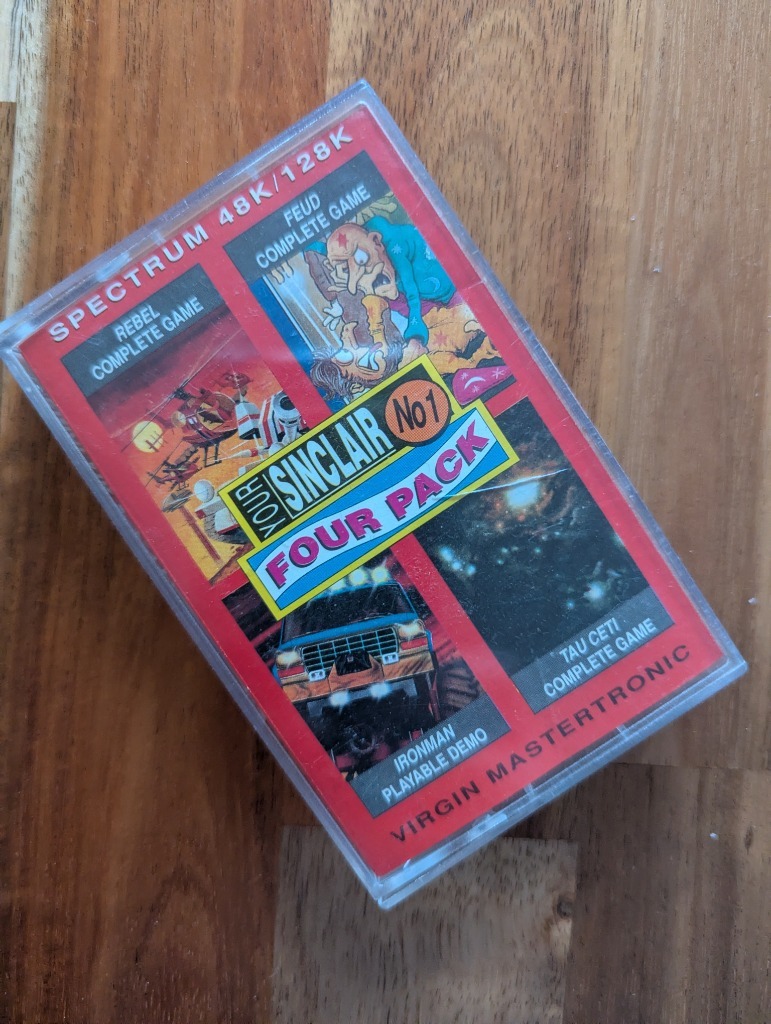 SPECTRUM 48K/128K
REBEL
COMPLETE GAME
FEUD
COMPLETE GAME
YOUR
SINCLAIR
No1
FOUR PACK
IRONMAN
PLAYABLE DEMO
TAU CETI
COMPLETE GAME
VIRGIN MASTERTRONIC